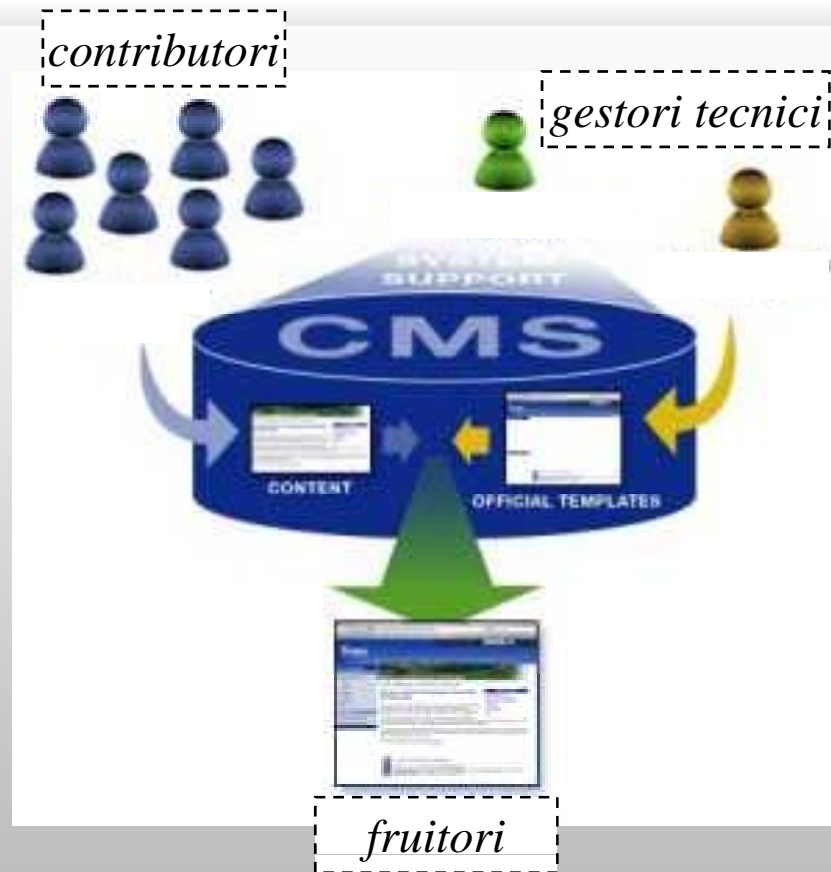 contributori
gestori tecnici
SYSTEM
SUPPORT
CMS
CONTENT
OFFICIAL TEMPLATES
fruitori